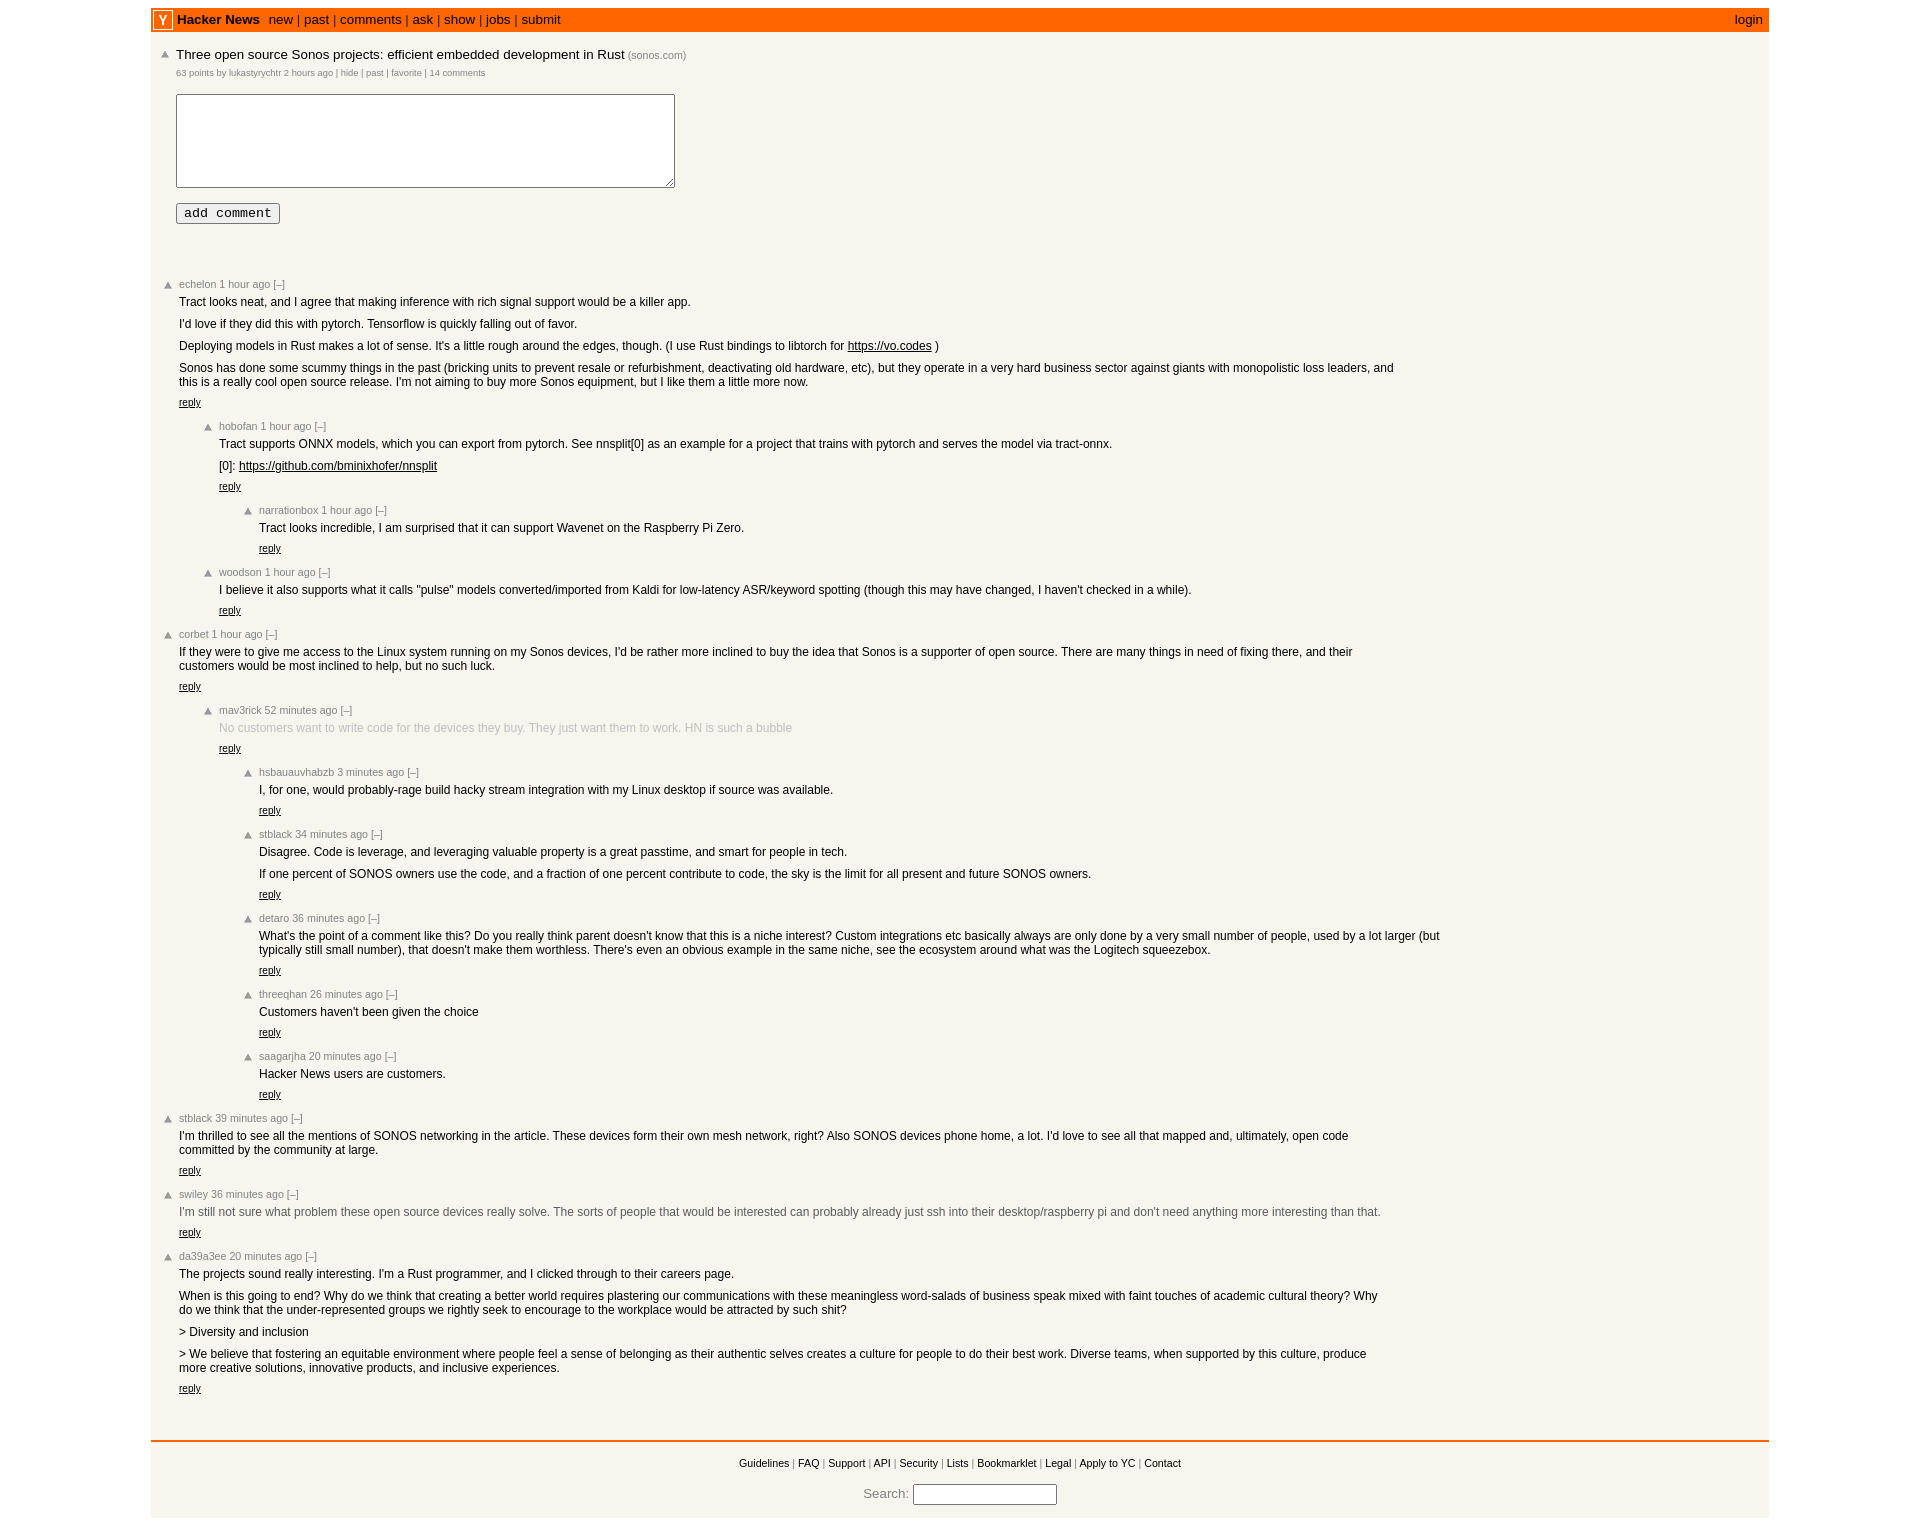 Y Hacker News new | past | comments | ask | show | jobs | submit login
Three open source Sonos projects: efficient embedded development in Rust (sonos.com)
63 points by lukastyrychtr 2 hours ago | hide | past | favorite | 14 comments
add comment
echelon 1 hour ago [–]
Tract looks neat, and I agree that making inference with rich signal support would be a killer app.
I'd love if they did this with pytorch. Tensorflow is quickly falling out of favor.
Deploying models in Rust makes a lot of sense. It's a little rough around the edges, though. (I use Rust bindings to libtorch for https://vo.codes )
Sonos has done some scummy things in the past (bricking units to prevent resale or refurbishment, deactivating old hardware, etc), but they operate in a very hard business sector against giants with monopolistic loss leaders, and
this is a really cool open source release. I'm not aiming to buy more Sonos equipment, but I like them a little more now.
reply
hobofan 1 hour ago [–]
Tract supports ONNX models, which you can export from pytorch. See nnsplit[0] as an example for a project that trains with pytorch and serves the model via tract-onnx.
[0]: https://github.com/bminixhofer/nnsplit
reply
narrationbox 1 hour ago [–]
Tract looks incredible, I am surprised that it can support Wavenet on the Raspberry Pi Zero.
reply
woodson 1 hour ago [–]
I believe it also supports what it calls "pulse" models converted/imported from Kaldi for low-latency ASR/keyword spotting (though this may have changed, I haven't checked in a while).
reply
corbet 1 hour ago [–]
If they were to give me access to the Linux system running on my Sonos devices, I'd be rather more inclined to buy the idea that Sonos is a supporter of open source. There are many things in need of fixing there, and their
customers would be most inclined to help, but no such luck.
reply
mav3rick 52 minutes ago [–]
No customers want to write code for the devices they buy. They just want them to work. HN is such a bubble
reply
hsbauauvhabzb 3 minutes ago [–]
I, for one, would probably-rage build hacky stream integration with my Linux desktop if source was available.
reply
stblack 34 minutes ago [–]
Disagree. Code is leverage, and leveraging valuable property is a great passtime, and smart for people in tech.
If one percent of SONOS owners use the code, and a fraction of one percent contribute to code, the sky is the limit for all present and future SONOS owners.
reply
detaro 36 minutes ago [–]
What's the point of a comment like this? Do you really think parent doesn't know that this is a niche interest? Custom integrations etc basically always are only done by a very small number of people, used by a lot larger (but
typically still small number), that doesn't make them worthless. There's even an obvious example in the same niche, see the ecosystem around what was the Logitech squeezebox.
reply
threeqhan 26 minutes ago [–]
Customers haven't been given the choice
reply
saagarjha 20 minutes ago [–]
Hacker News users are customers.
reply
stblack 39 minutes ago [–]
I'm thrilled to see all the mentions of SONOS networking in the article. These devices form their own mesh network, right? Also SONOS devices phone home, a lot. I'd love to see all that mapped and, ultimately, open code
committed by the community at large.
reply
swiley 36 minutes ago [–]
I'm still not sure what problem these open source devices really solve. The sorts of people that would be interested can probably already just ssh into their desktop/raspberry pi and don't need anything more interesting than that.
reply
da39a3ee 20 minutes ago [–]
The projects sound really interesting. I'm a Rust programmer, and I clicked through to their careers page.
When is this going to end? Why do we think that creating a better world requires plastering our communications with these meaningless word-salads of business speak mixed with faint touches of academic cultural theory? Why
do we think that the under-represented groups we rightly seek to encourage to the workplace would be attracted by such shit?
> Diversity and inclusion
> We believe that fostering an equitable environment where people feel a sense of belonging as their authentic selves creates a culture for people to do their best work. Diverse teams, when supported by this culture, produce
more creative solutions, innovative products, and inclusive experiences.
reply
Guidelines | FAQ | Support | API | Security | Lists | Bookmarklet | Legal | Apply to YC | Contact
Search: